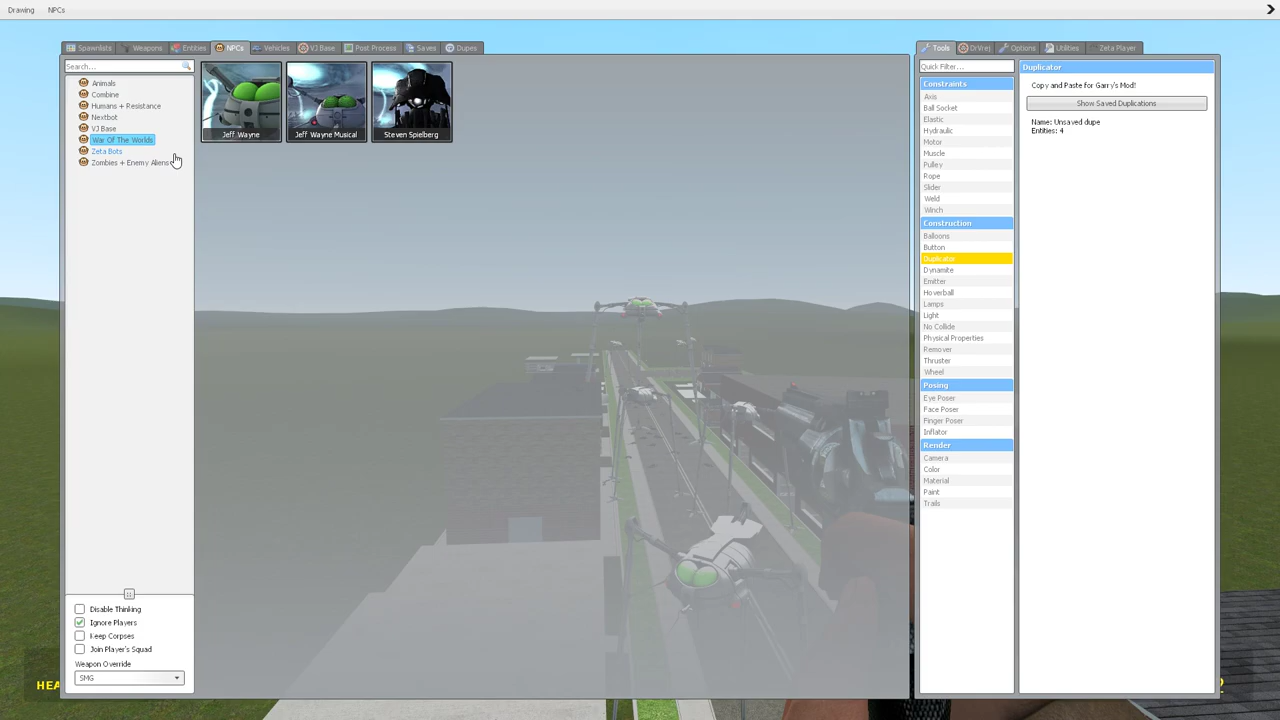 Drawing NPCs
Spawnlists Weapons Entities NPCs Vehicles VJ Base Post Process Saves Dupes
Search...
Animals
Combine
Humans + Resistance
Nextbot
VJ Base
War Of The Worlds
Zeta Bots
Zombies + Enemy Aliens
Jeff Wayne
Jeff Wayne Musical
Steven Spielberg
Disable Thinking
Ignore Players
Keep Corpses
Join Player's Squad
Weapon Override
SMG
HEA
Tools DrVrej Options Utilities Zeta Player
Quick Filter...
Constraints
Axis
Ball Socket
Elastic
Hydraulic
Motor
Muscle
Pulley
Rope
Slider
Weld
Winch
Construction
Balloons
Button
Duplicator
Dynamite
Emitter
Hoverball
Lamps
Light
No Collide
Physical Properties
Remover
Thruster
Wheel
Posing
Eye Poser
Face Poser
Finger Poser
Inflator
Render
Camera
Color
Material
Paint
Trails
Duplicator
Copy and Paste for Garry's Mod!
Show Saved Duplications
Name: Unsaved dupe
Entities: 4